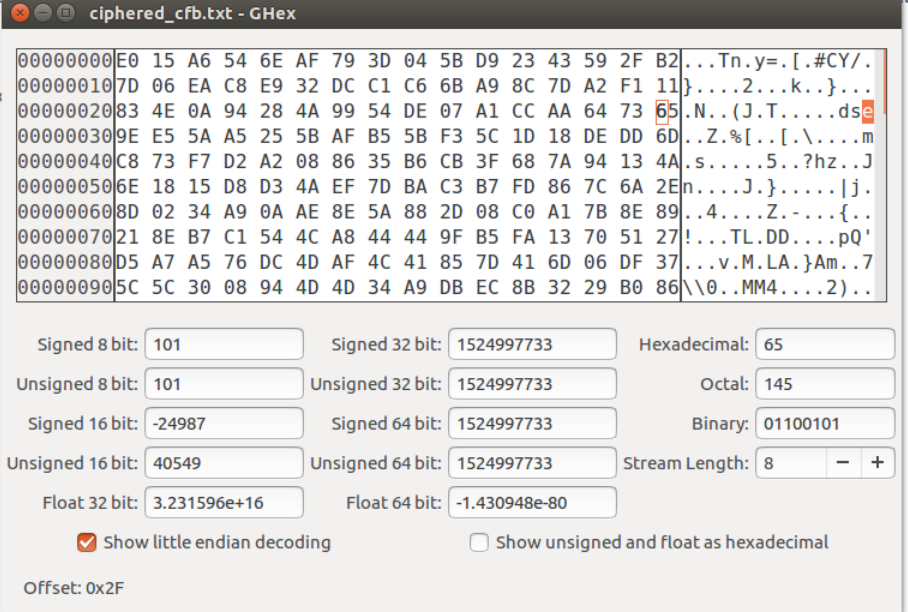 ciphered_cfb.txt - GHex
00000000 E0 15 A6 54 6E AF 79 3D 04 5B D9 23 43 59 2F B2 ...Tn.y=.[.#CY/.
00000010 7D 06 EA C8 E9 32 DC C1 C6 6B A9 8C 7D A2 F1 11 }....2...k..}...
00000020 83 4E 0A 94 28 4A 99 54 DE 07 A1 CC AA 64 73 65 .N..(J.T.....dse
00000030 9E E5 5A A5 25 5B AF B5 5B F3 5C 1D 18 DE DD 6D ..Z.%[..[.\....m
00000040 C8 73 F7 D2 A2 08 86 35 B6 CB 3F 68 7A 94 13 4A .s.....5..?hz..J
00000050 6E 18 15 D8 D3 4A EF 7D BA C3 B7 FD 86 7C 6A 2E n....J.}.....|j.
00000060 8D 02 34 A9 0A AE 8E 5A 88 2D 08 C0 A1 7B 8E 89 ..4....Z.-...{..
00000070 21 8E B7 C1 54 4C A8 44 44 9F B5 FA 13 70 51 27 !...TL.DD....pQ'
00000080 D5 A7 A5 76 DC 4D AF 4C 41 85 7D 41 6D 06 DF 37 ...v.M.LA.}Am..7
00000090 5C 5C 30 08 94 4D 4D 34 A9 DB EC 8B 32 29 B0 86 \\0..MM4....2)..
Signed 8 bit: 101 Signed 32 bit: 1524997733 Hexadecimal: 65
Unsigned 8 bit: 101 Unsigned 32 bit: 1524997733 Octal: 145
Signed 16 bit: -24987 Signed 64 bit: 1524997733 Binary: 01100101
Unsigned 16 bit: 40549 Unsigned 64 bit: 1524997733 Stream Length: 8 − +
Float 32 bit: 3.231596e+16 Float 64 bit: -1.430948e-80
Show little endian decoding Show unsigned and float as hexadecimal
Offset: 0x2F